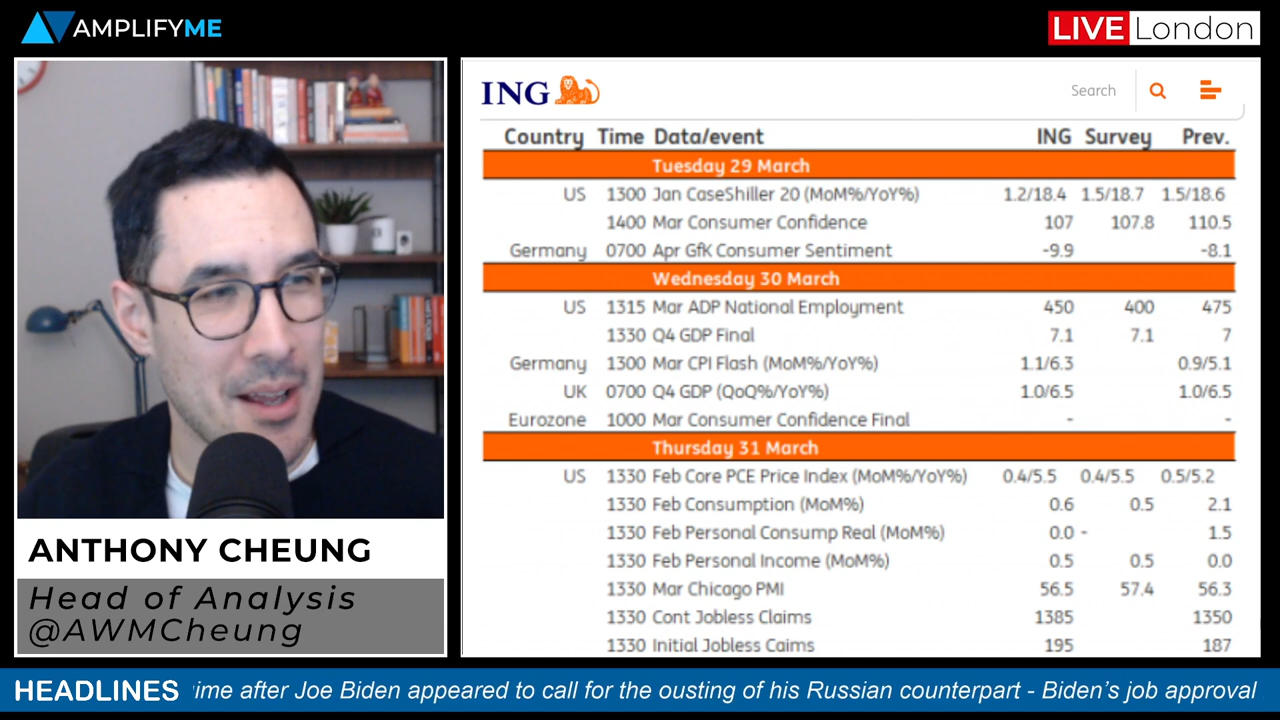 AMPLIFYME
LIVE London
ING
Search
Country Time Data/event ING Survey Prev.
Tuesday 29 March
US 1300 Jan CaseShiller 20 (MoM%/YoY%) 1.2/18.4 1.5/18.7 1.5/18.6
1400 Mar Consumer Confidence 107 107.8 110.5
Germany 0700 Apr GfK Consumer Sentiment -9.9 -8.1
Wednesday 30 March
US 1315 Mar ADP National Employment 450 400 475
1330 Q4 GDP Final 7.1 7.1 7
Germany 1300 Mar CPI Flash (MoM%/YoY%) 1.1/6.3 0.9/5.1
UK 0700 Q4 GDP (QoQ%/YoY%) 1.0/6.5 1.0/6.5
Eurozone 1000 Mar Consumer Confidence Final - -
Thursday 31 March
US 1330 Feb Core PCE Price Index (MoM%/YoY%) 0.4/5.5 0.4/5.5 0.5/5.2
1330 Feb Consumption (MoM%) 0.6 0.5 2.1
1330 Feb Personal Consump Real (MoM%) 0.0 - 1.5
1330 Feb Personal Income (MoM%) 0.5 0.5 0.0
1330 Mar Chicago PMI 56.5 57.4 56.3
1330 Cont Jobless Claims 1385 1350
1330 Initial Jobless Caims 195 187
ANTHONY CHEUNG
Head of Analysis
@AWMCheung
HEADLINES after Joe Biden appeared to call for the ousting of his Russian counterpart - Biden's job approval